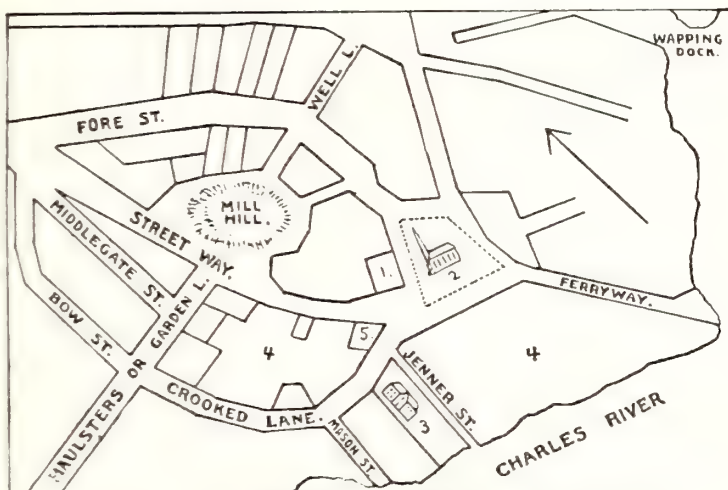 WAPPING
DOCK.
WELL L.
FORE ST.
MILL
HILL.
STREET WAY.
MIDDLEGATE ST.
1.
2
FERRYWAY.
BOW ST.
MAULSTERS OR GARDEN L.
4
5.
4
JENNER ST.
CROOKED LANE.
MASON ST.
3
CHARLES RIVER